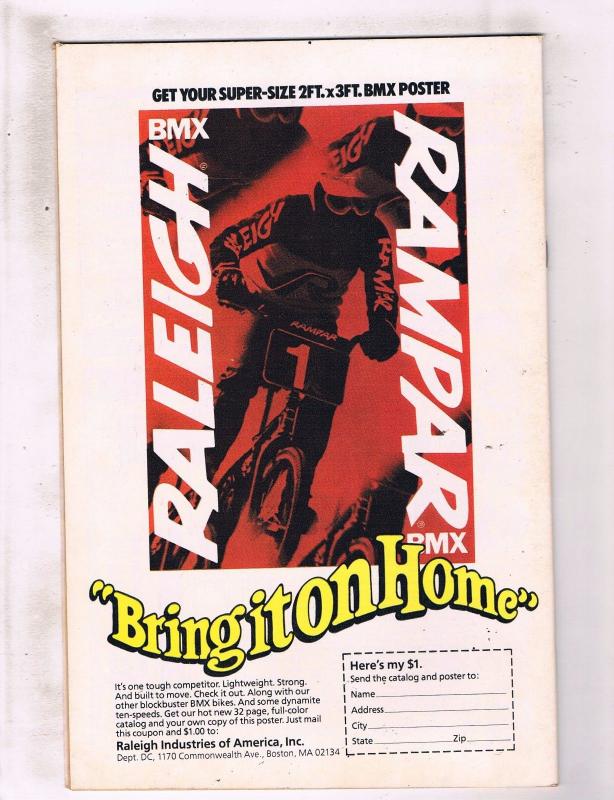 GET YOUR SUPER-SIZE 2FT. x 3FT. BMX POSTER
BMX
RALEIGH®
RAMPAR®
BMX
RALEIGH
RAMPAR
RAMPAR
1
"Bring it on Home"
It's one tough competitor. Lightweight. Strong.
And built to move. Check it out. Along with our
other blockbuster BMX bikes. And some dynamite
ten-speeds. Get our hot new 32 page, full-color
catalog and your own copy of this poster. Just mail
this coupon and $1.00 to:
Raleigh Industries of America, Inc.
Dept. DC, 1170 Commonwealth Ave., Boston, MA 02134
Here's my $1.
Send the catalog and poster to:
Name
Address
City
State Zip